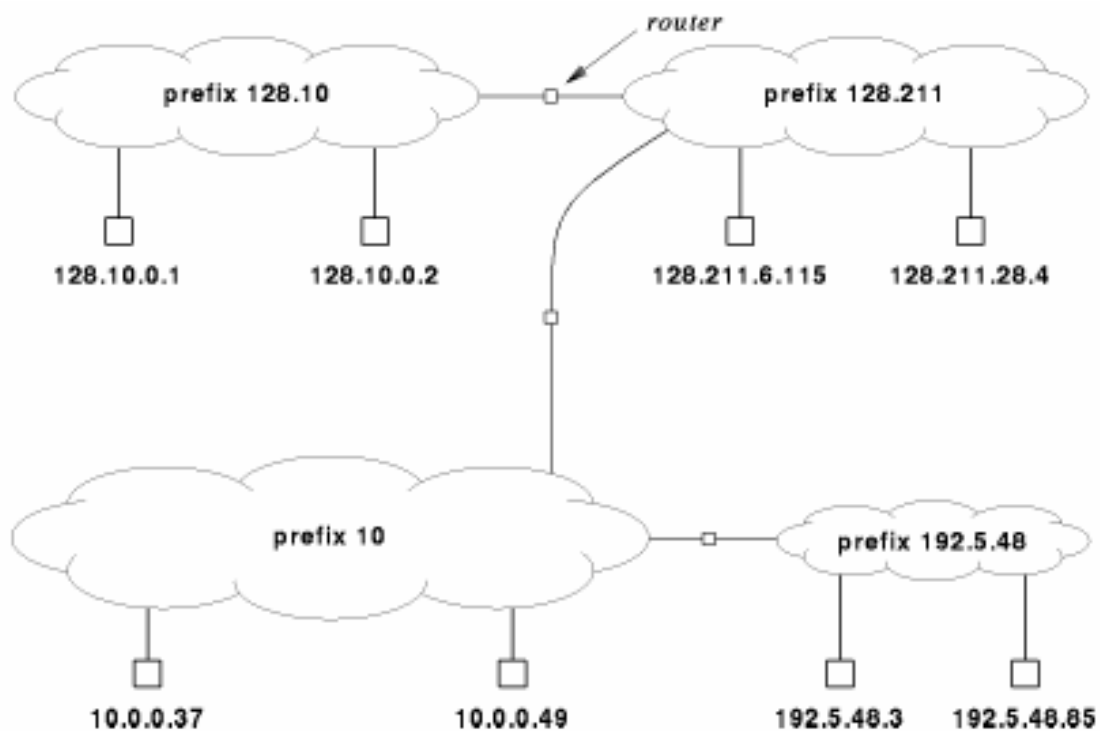 router
prefix 128.10
prefix 128.211
128.10.0.1
128.10.0.2
128.211.6.115
128.211.28.4
prefix 10
prefix 192.5.48
10.0.0.37
10.0.0.49
192.5.48.3
192.5.48.85